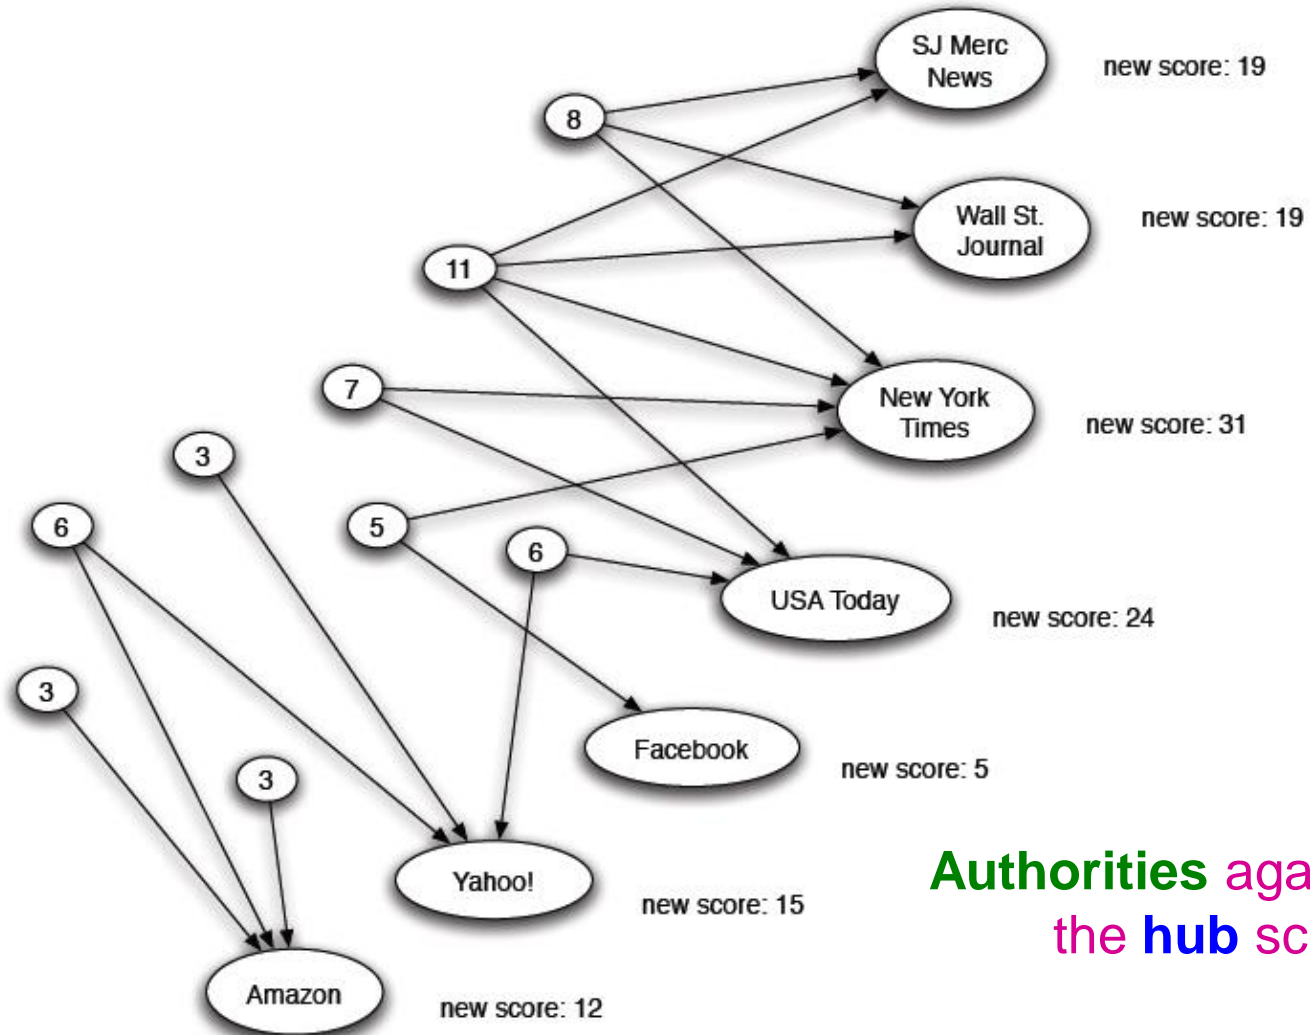 SJ Merc
News
new score: 19
8
Wall St.
Journal
new score: 19
11
7
New York
Times
new score: 31
3
6
5
6
USA Today
new score: 24
3
Facebook
new score: 5
3
Yahoo!
new score: 15
Authorities aga
the hub sc
Amazon
new score: 12